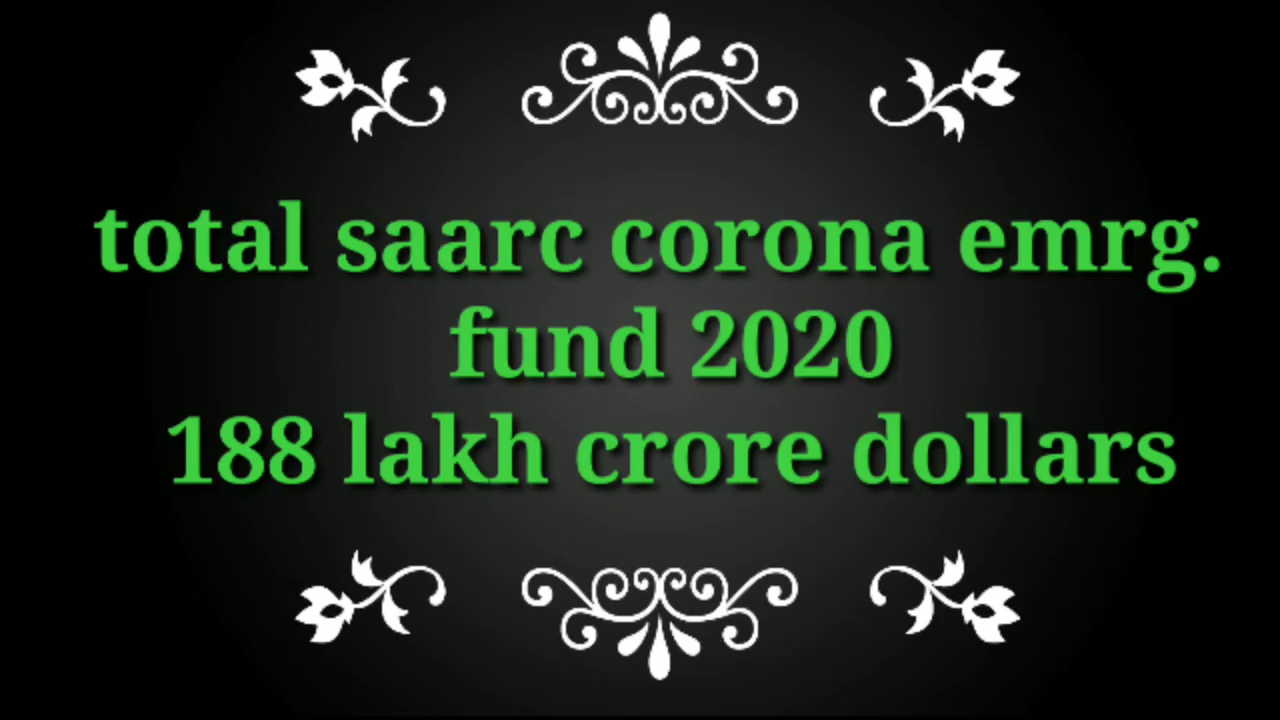 total saarc corona emrg.
fund 2020
188 lakh crore dollars